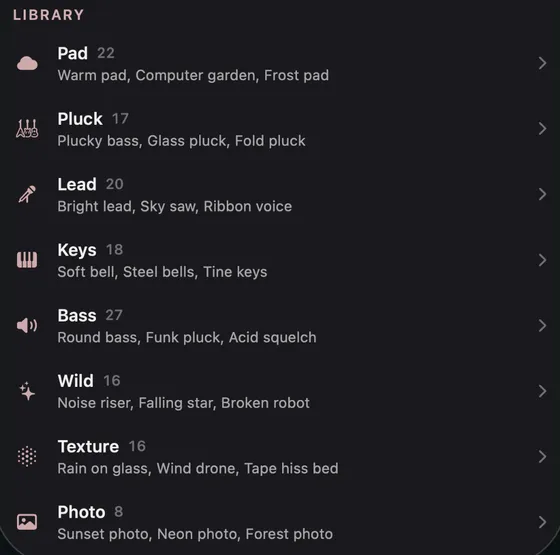 LIBRARY
Pad 22
Warm pad, Computer garden, Frost pad
Pluck 17
Plucky bass, Glass pluck, Fold pluck
Lead 20
Bright lead, Sky saw, Ribbon voice
Keys 18
Soft bell, Steel bells, Tine keys
Bass 27
Round bass, Funk pluck, Acid squelch
Wild 16
Noise riser, Falling star, Broken robot
Texture 16
Rain on glass, Wind drone, Tape hiss bed
Photo 8
Sunset photo, Neon photo, Forest photo